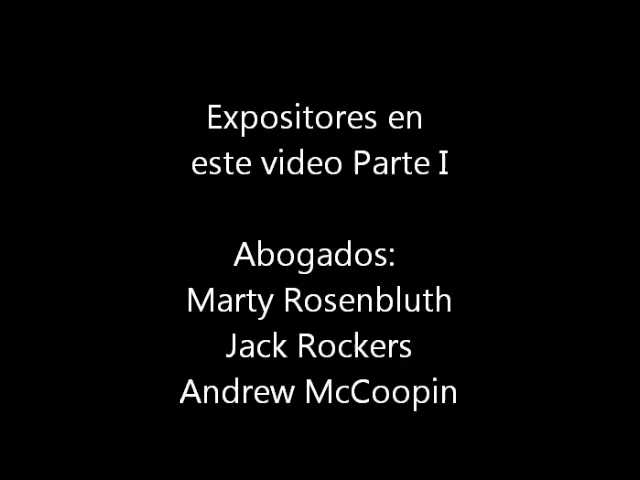 Expositores en
este video Parte I
Abogados:
Marty Rosenbluth
Jack Rockers
Andrew McCoopin